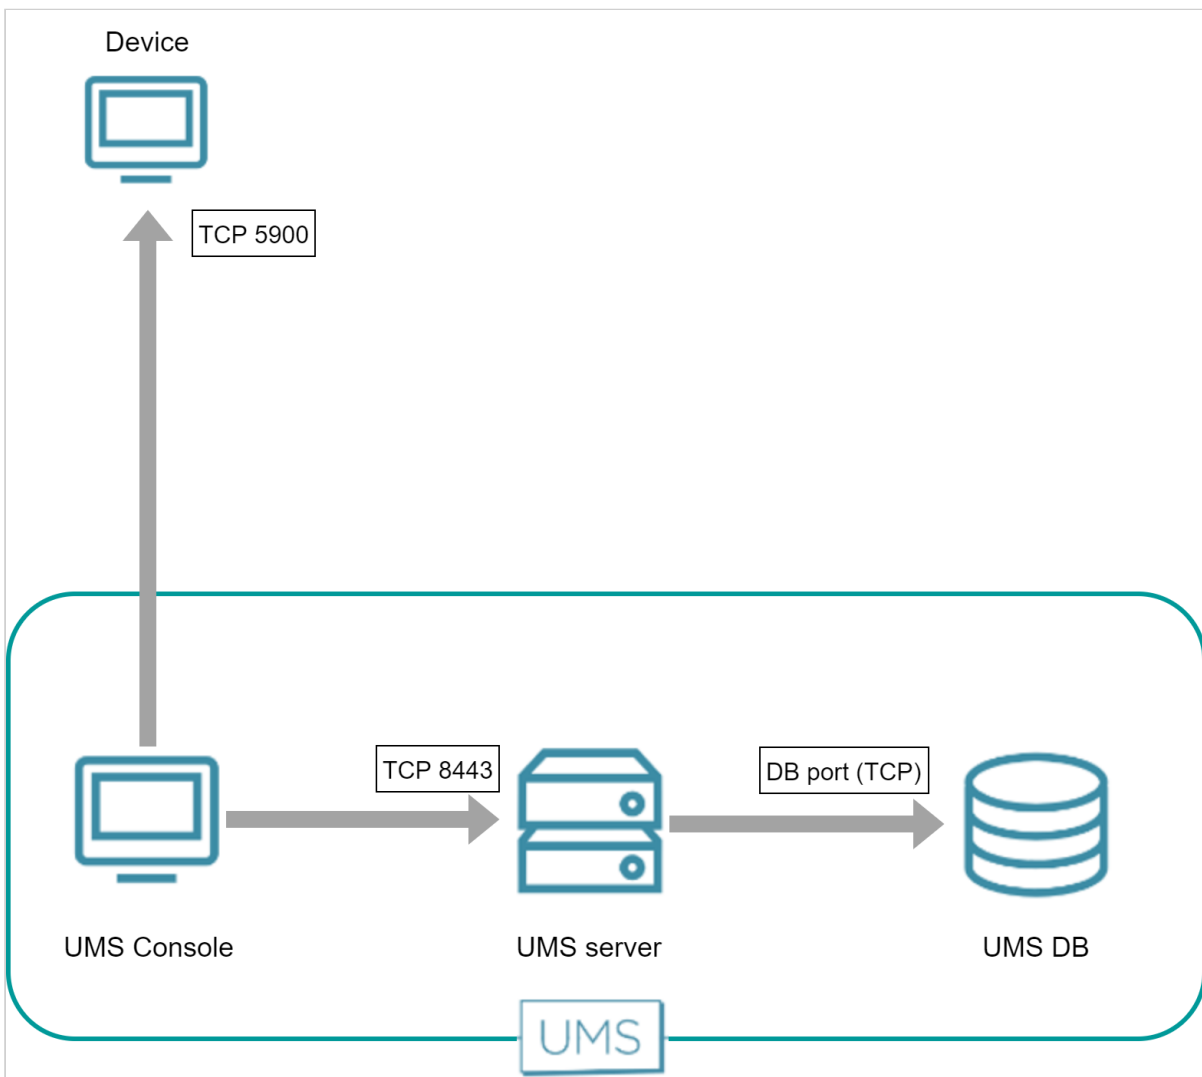 Device
TCP 5900
TCP 8443
DB port (TCP)
UMS Console
UMS server
UMS DB
UMS